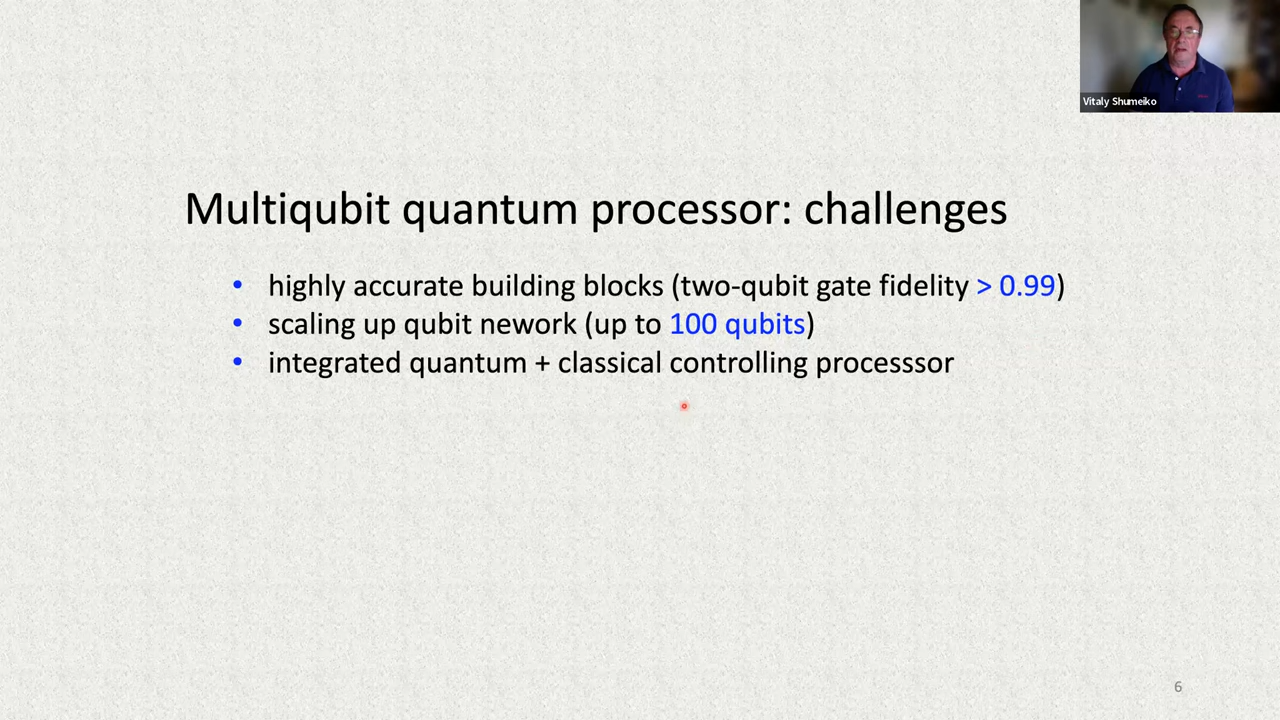 Vitaly Shumeiko
Multiqubit quantum processor: challenges
• highly accurate building blocks (two-qubit gate fidelity > 0.99)
• scaling up qubit nework (up to 100 qubits)
• integrated quantum + classical controlling processsor
6